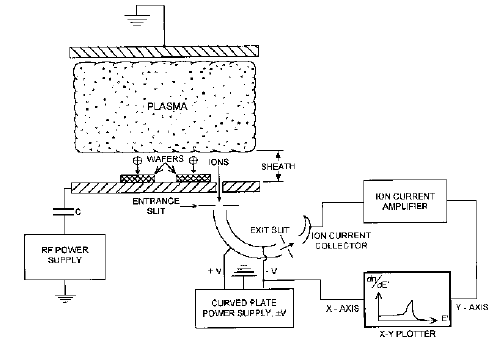 PLASMA
WAFERS
IONS
SHEATH
ENTRANCE
SLIT
C
RF POWER
SUPPLY
EXIT SLIT
ION CURRENT
COLLECTOR
ION CURRENT
AMPLIFIER
+ V
- V
CURVED PLATE
POWER SUPPLY, ±V
dη/dE'
E'
X - AXIS
Y - AXIS
X-Y PLOTTER